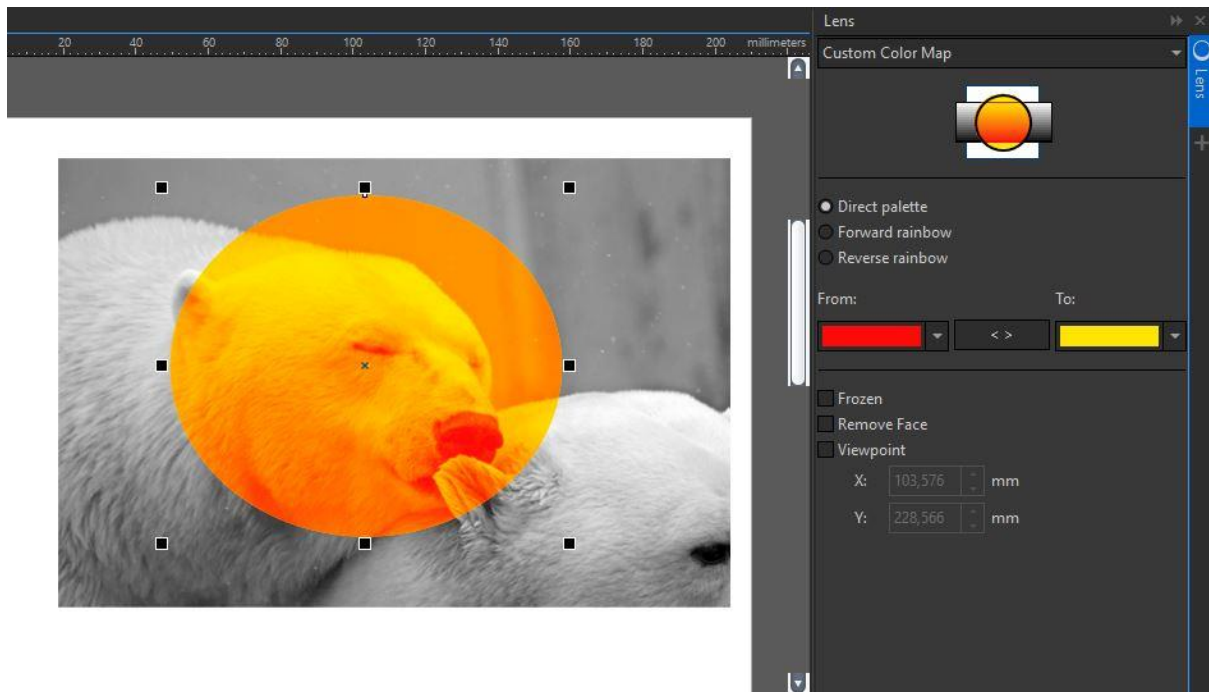 Lens
20 40 60 80 100 120 140 160 180 200 millimeters
Custom Color Map
Lens
Direct palette
Forward rainbow
Reverse rainbow
From: To:
< >
Frozen
Remove Face
Viewpoint
X: 103,576 mm
Y: 228,566 mm